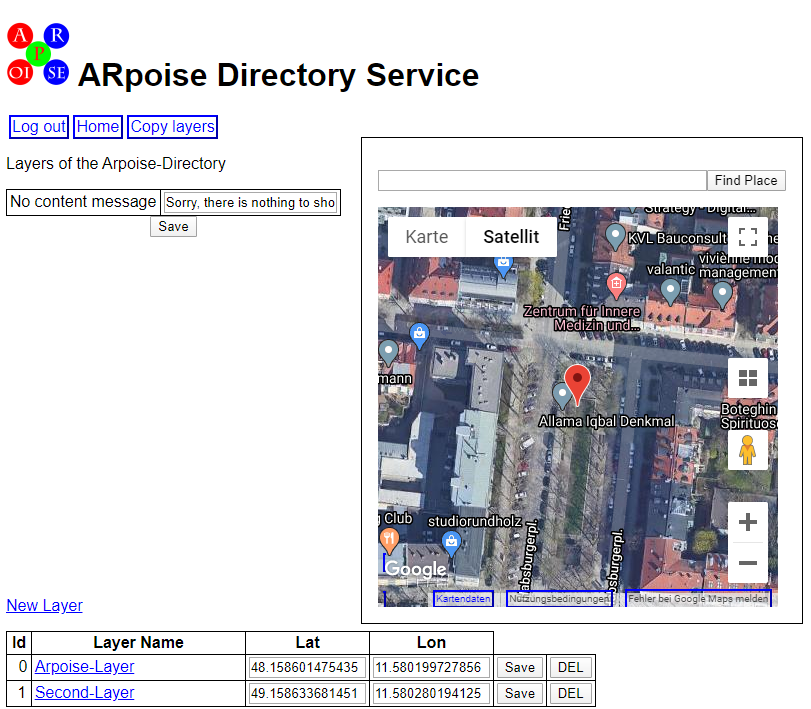 A R
P
OI SE
ARpoise Directory Service
Log out Home Copy layers
Layers of the Arpoise-Directory
No content message Sorry, there is nothing to sho
Save
Find Place
Karte Satellit
Strategy - Digital...
KVL Bauconsult
vivienne mod
management
valantic
Zentrum für Innere
Medizin und...
mann
Allama Iqbal Denkmal
Boteghin
Spirituose
g Club
studiorundholz
absburgerpl.
sburgerpl.
Google
Kartendaten Nutzungsbedingungen Fehler bei Google Maps melden
New Layer
Id Layer Name Lat Lon
0 Arpoise-Layer 48.158601475435 11.580199727856 Save DEL
1 Second-Layer 49.158633681451 11.580280194125 Save DEL